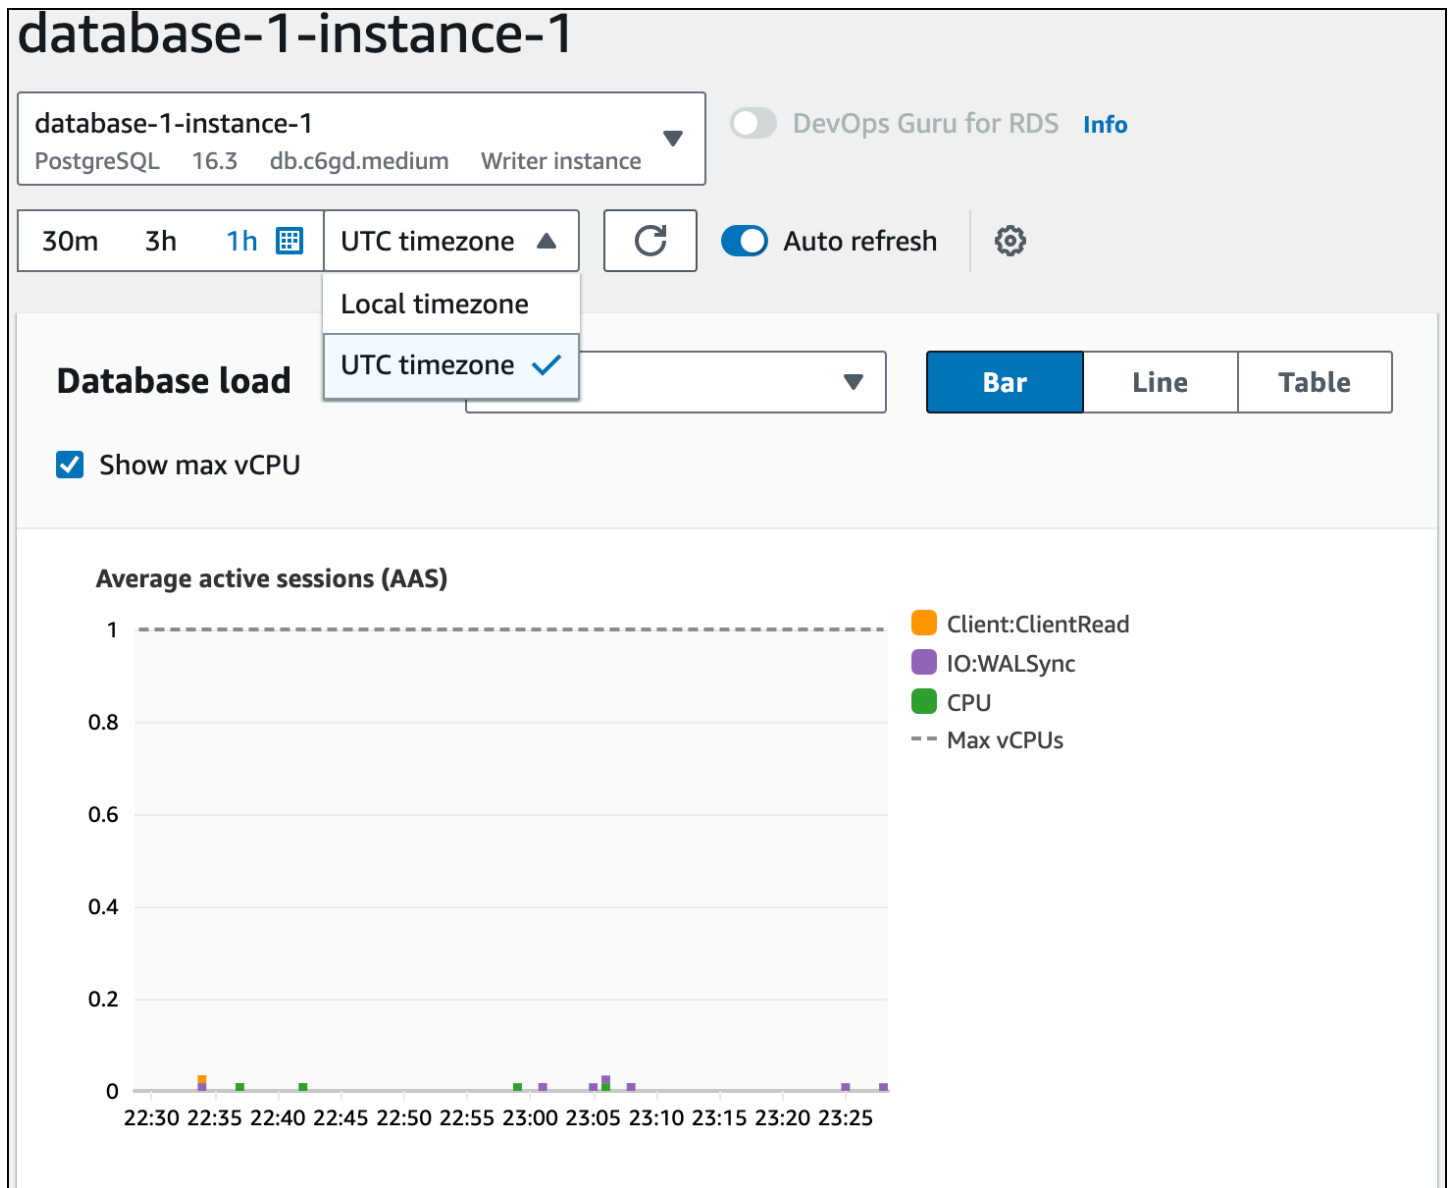 database-1-instance-1
database-1-instance-1
PostgreSQL 16.3 db.c6gd.medium Writer instance
DevOps Guru for RDS Info
30m 3h 1h UTC timezone Auto refresh
Local timezone
UTC timezone
Database load
Bar Line Table
Show max vCPU
Average active sessions (AAS)
1
0.8
0.6
0.4
0.2
0
22:30 22:35 22:40 22:45 22:50 22:55 23:00 23:05 23:10 23:15 23:20 23:25
Client:ClientRead
IO:WALSync
CPU
Max vCPUs